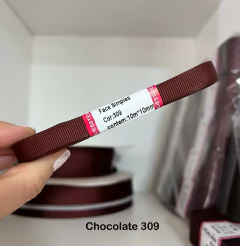 Face Simples
Cor:309
contem:10m*10mm
Chocolate 309